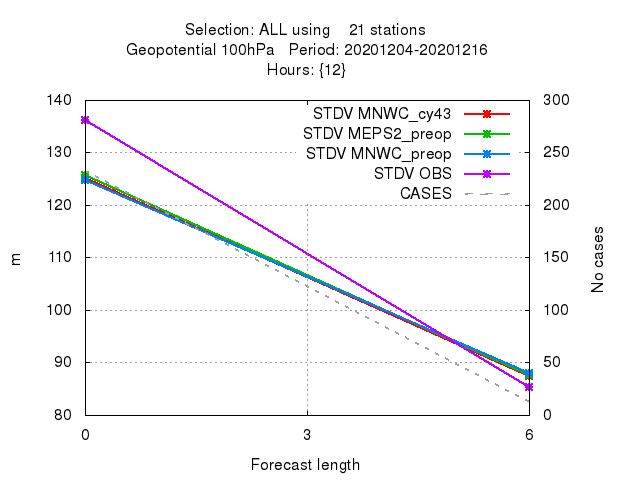 Selection: ALL using 21 stations
Geopotential 100hPa Period: 20201204-20201216
Hours: {12}
140 300
STDV MNWC_cy43
STDV MEPS2_preop
130 250
STDV MNWC_preop
STDV OBS
CASES
120 200
110 150
m
No cases
100 100
90 50
80 0
0 3 6
Forecast length